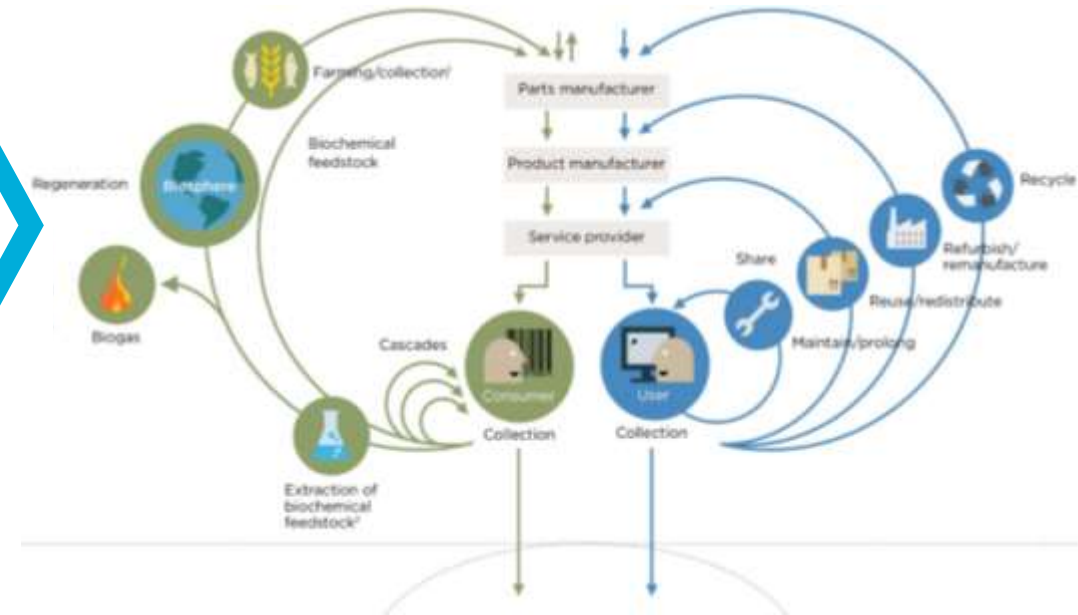 Farming/collection¹
Parts manufacturer
Biochemical
feedstock
Product manufacturer
Regeneration
Biosphere
Recycle
Service provider
Share
Refurbish/
remanufacture
Reuse/redistribute
Biogas
Cascades
Maintain/prolong
Consumer
User
Collection
Collection
Extraction of
biochemical
feedstock²